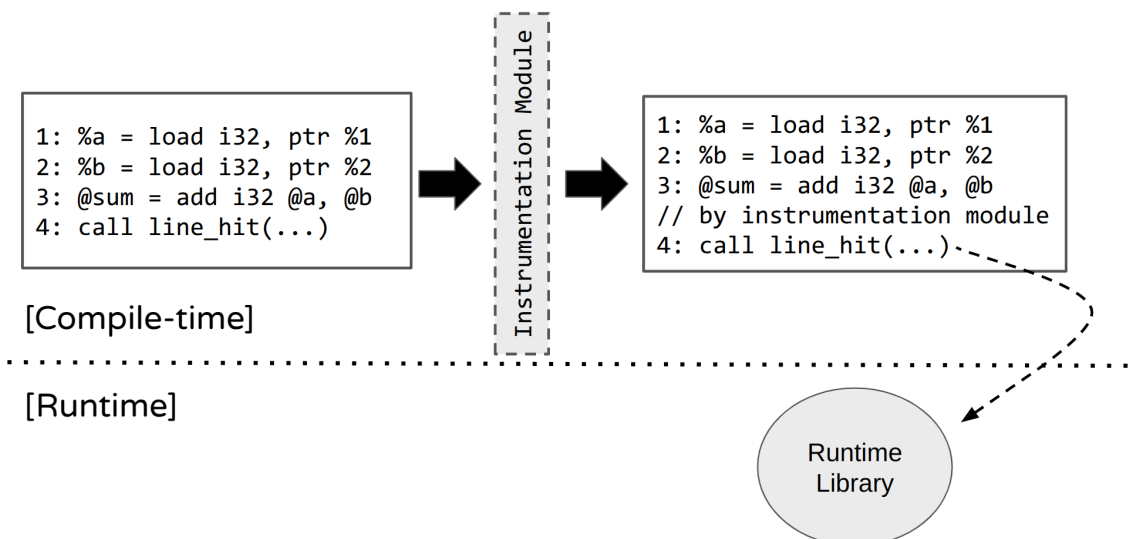 1: %a = load i32, ptr %1
2: %b = load i32, ptr %2
3: @sum = add i32 @a, @b
4: call line_hit(...)
Instrumentation Module
1: %a = load i32, ptr %1
2: %b = load i32, ptr %2
3: @sum = add i32 @a, @b
// by instrumentation module
4: call line_hit(...)
[Compile-time]
[Runtime]
Runtime
Library